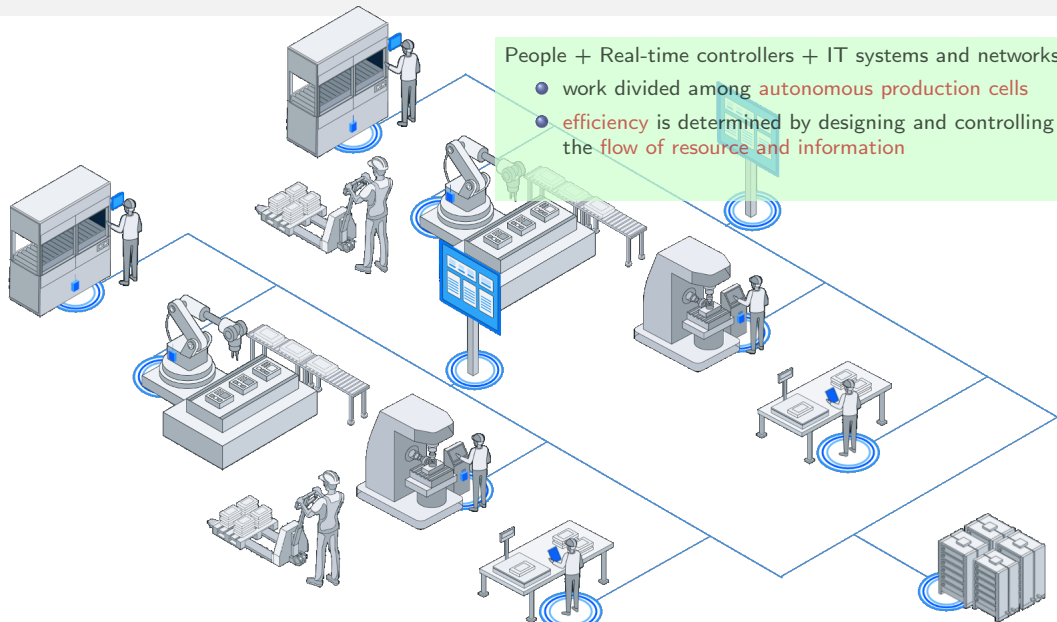 People + Real-time controllers + IT systems and networks
work divided among autonomous production cells
efficiency is determined by designing and controlling
the flow of resource and information